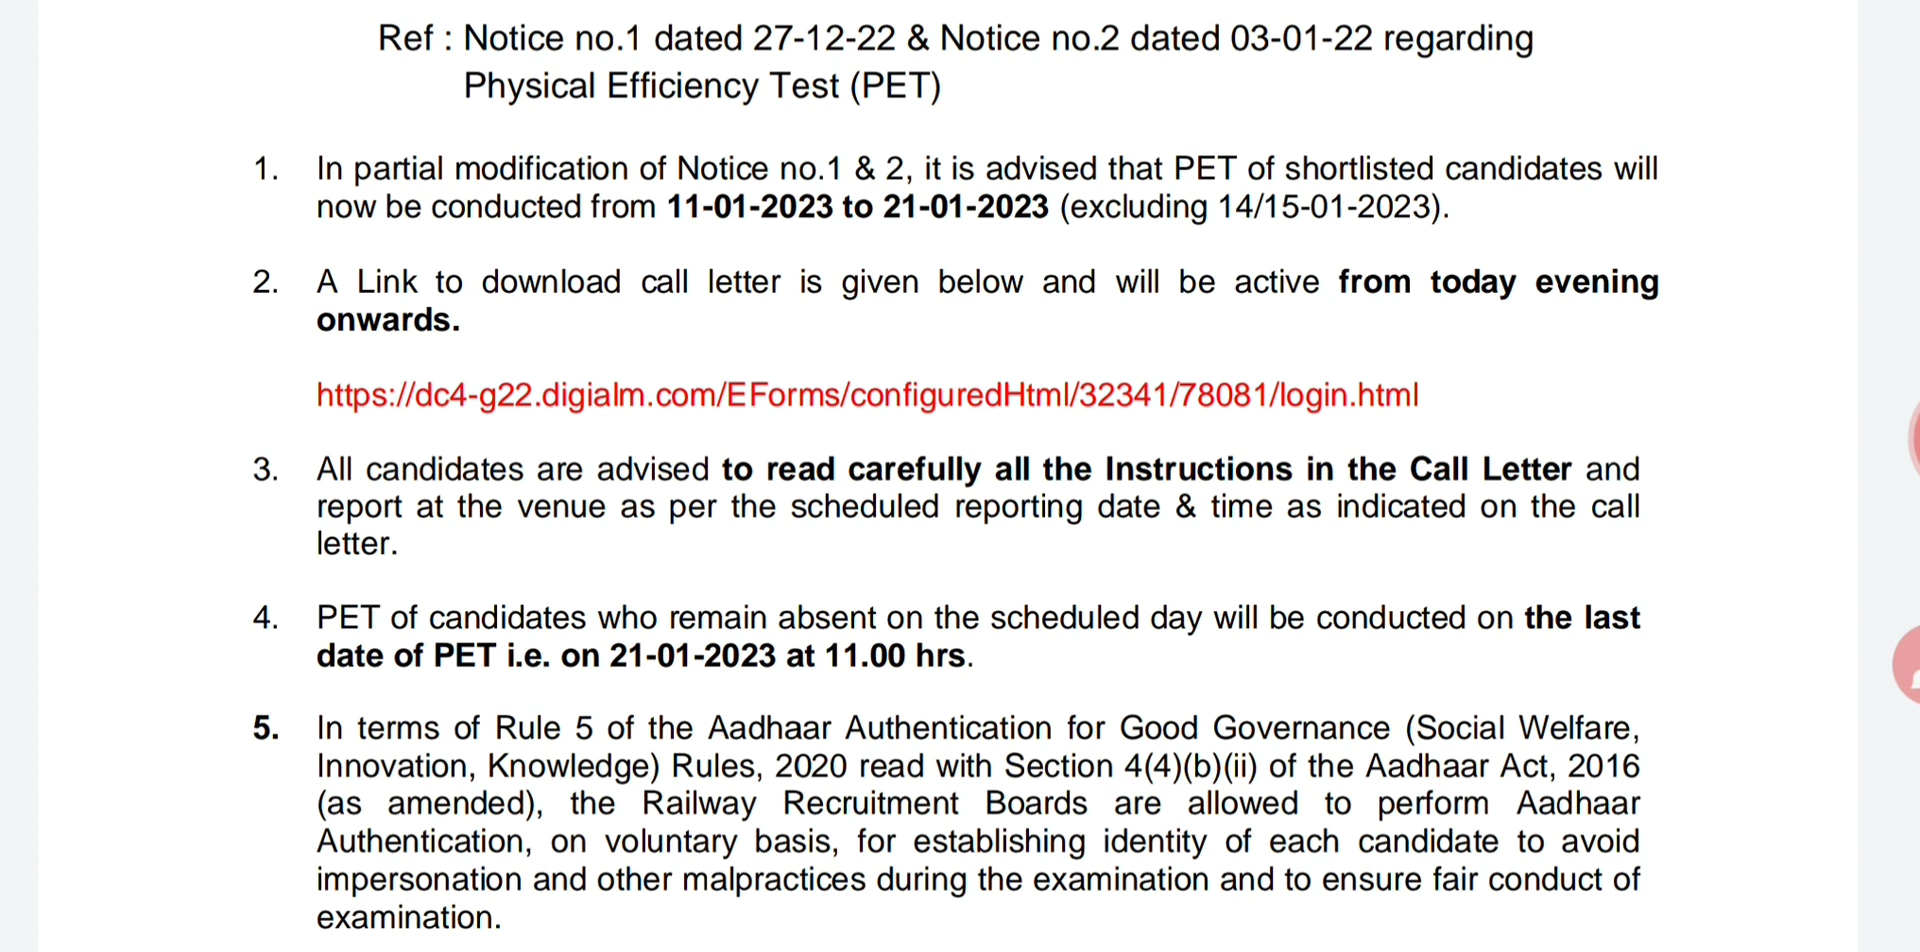 Ref : Notice no.1 dated 27-12-22 & Notice no.2 dated 03-01-22 regarding
Physical Efficiency Test (PET)
1. In partial modification of Notice no.1 & 2, it is advised that PET of shortlisted candidates will
now be conducted from 11-01-2023 to 21-01-2023 (excluding 14/15-01-2023).
2. A Link to download call letter is given below and will be active from today evening
onwards.
https://dc4-g22.digialm.com/EForms/configuredHtml/32341/78081/login.html
3. All candidates are advised to read carefully all the Instructions in the Call Letter and
report at the venue as per the scheduled reporting date & time as indicated on the call
letter.
4. PET of candidates who remain absent on the scheduled day will be conducted on the last
date of PET i.e. on 21-01-2023 at 11.00 hrs.
5. In terms of Rule 5 of the Aadhaar Authentication for Good Governance (Social Welfare,
Innovation, Knowledge) Rules, 2020 read with Section 4(4)(b)(ii) of the Aadhaar Act, 2016
(as amended), the Railway Recruitment Boards are allowed to perform Aadhaar
Authentication, on voluntary basis, for establishing identity of each candidate to avoid
impersonation and other malpractices during the examination and to ensure fair conduct of
examination.